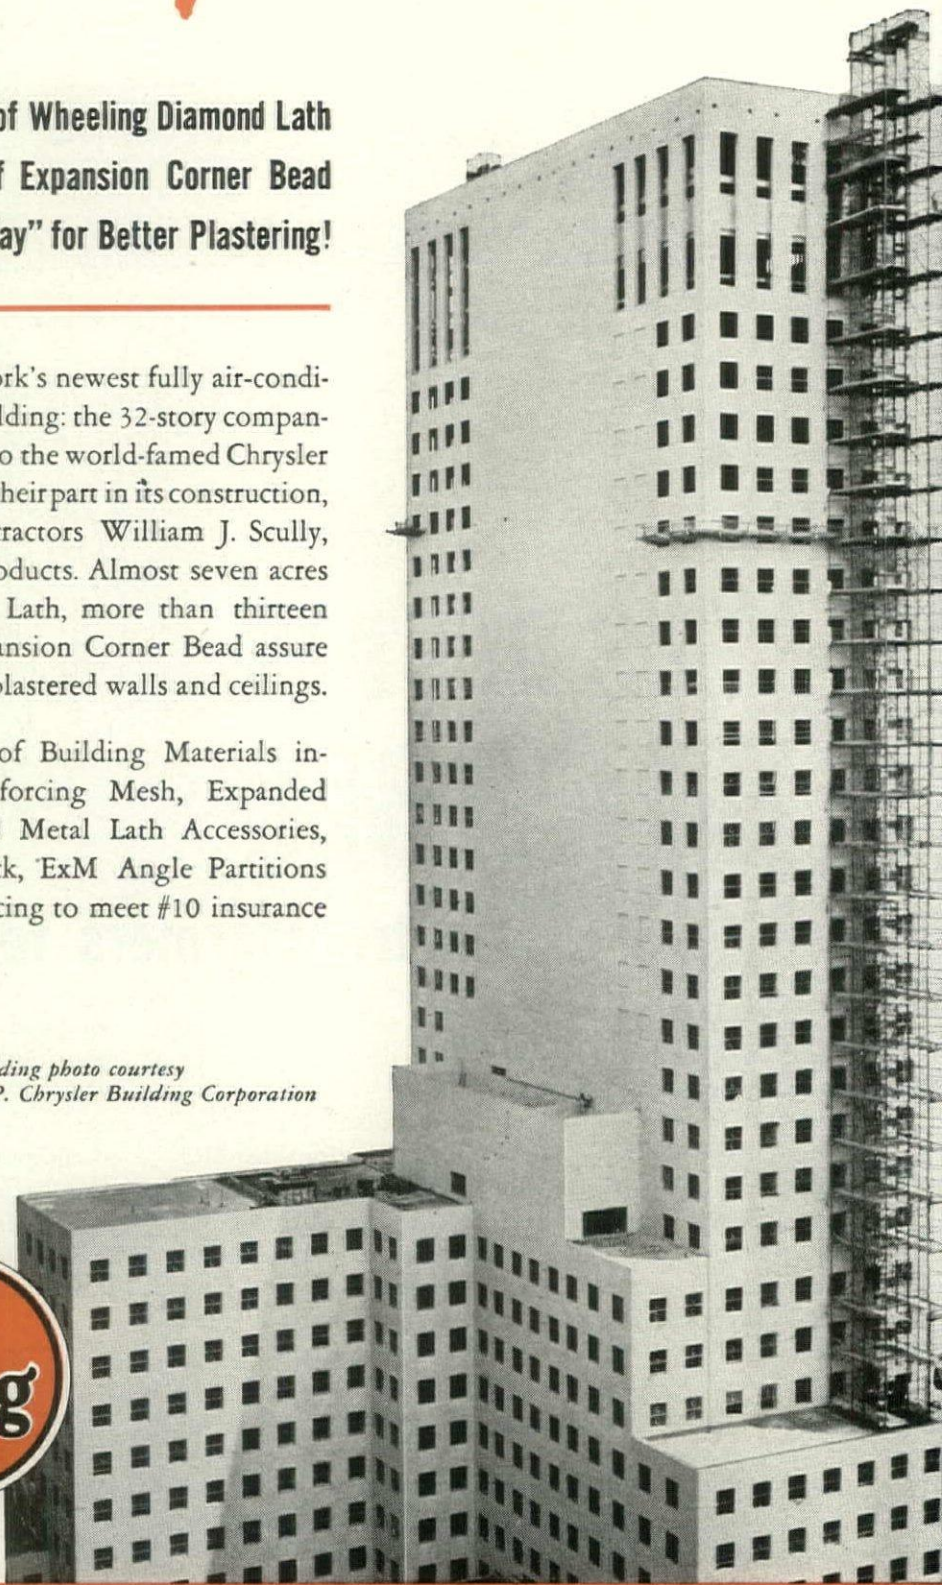 of Wheeling Diamond Lath
f Expansion Corner Bead
ay” for Better Plastering!
ork's newest fully air-condi-
lding: the 32-story compan-
o the world-famed Chrysler
heir part in its construction,
ractors William J. Scully,
oducts. Almost seven acres
Lath, more than thirteen
ansion Corner Bead assure
plastered walls and ceilings.
of Building Materials in-
forcing Mesh, Expanded
Metal Lath Accessories,
k, ExM Angle Partitions
cing to meet #10 insurance
ding photo courtesy
P. Chrysler Building Corporation
g